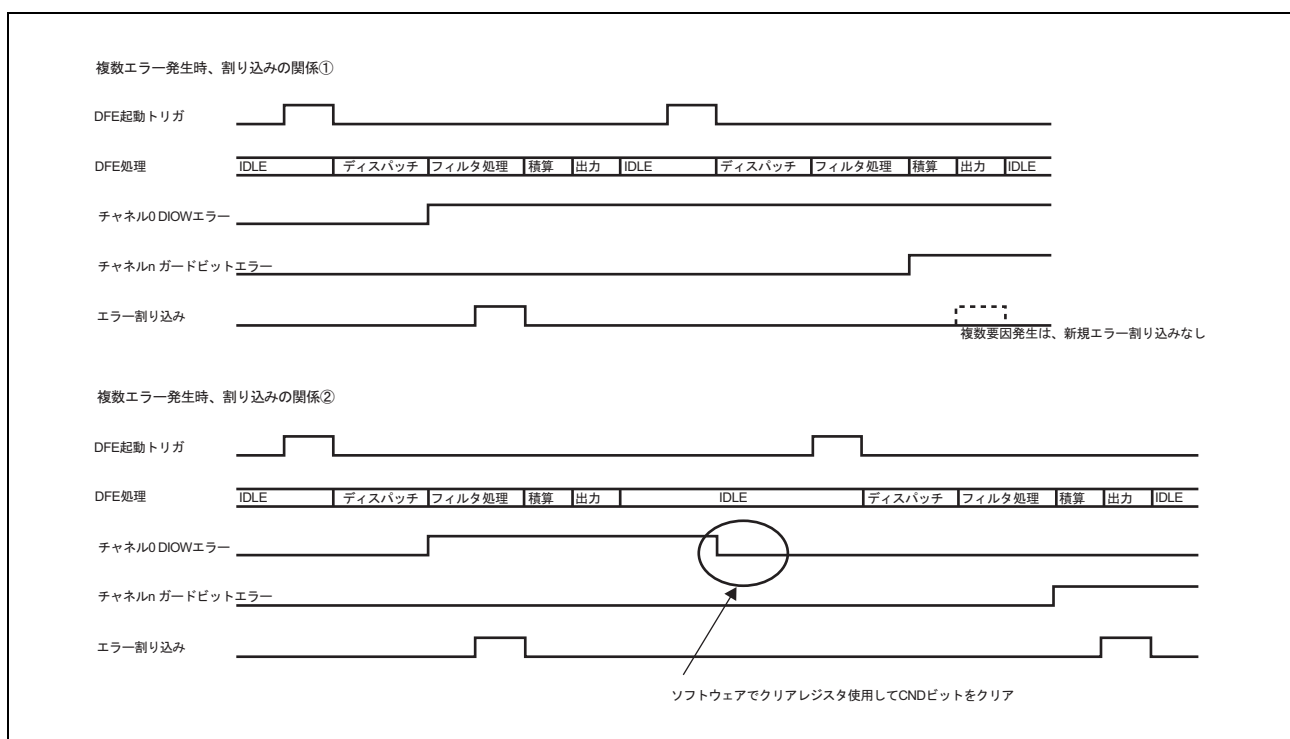 複数エラー発生時、割り込みの関係①
DFE起動トリガ
DFE処理
IDLE ディスパッチ フィルタ処理 積算 出力 IDLE ディスパッチ フィルタ処理 積算 出力 IDLE
チャネル0 DIOWエラー
チャネルn ガードビットエラー
エラー割り込み
複数要因発生は、新規エラー割り込みなし
複数エラー発生時、割り込みの関係②
DFE起動トリガ
DFE処理
IDLE ディスパッチ フィルタ処理 積算 出力 IDLE ディスパッチ フィルタ処理 積算 出力 IDLE
チャネル0 DIOWエラー
チャネルn ガードビットエラー
エラー割り込み
ソフトウェアでクリアレジスタ使用してCNDビットをクリア